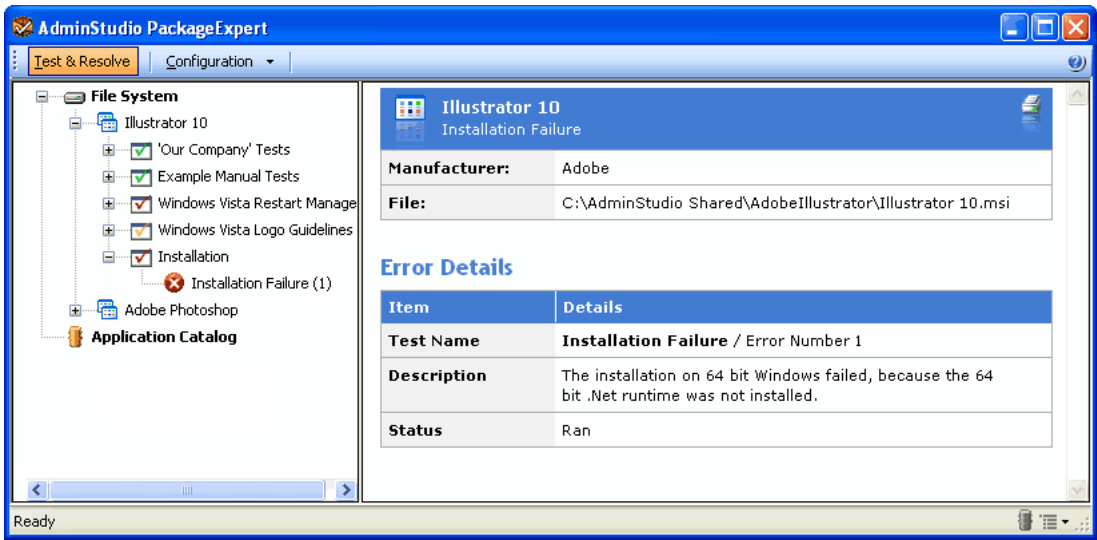 AdminStudio PackageExpert
Test & Resolve
Configuration
File System
Illustrator 10
'Our Company' Tests
Example Manual Tests
Windows Vista Restart Manage
Windows Vista Logo Guidelines
Installation
Installation Failure (1)
Adobe Photoshop
Application Catalog
Illustrator 10
Installation Failure
Manufacturer: Adobe
File: C:\AdminStudio Shared\AdobeIllustrator\Illustrator 10.msi
Error Details
Item Details
Test Name Installation Failure / Error Number 1
Description The installation on 64 bit Windows failed, because the 64
bit .Net runtime was not installed.
Status Ran
Ready